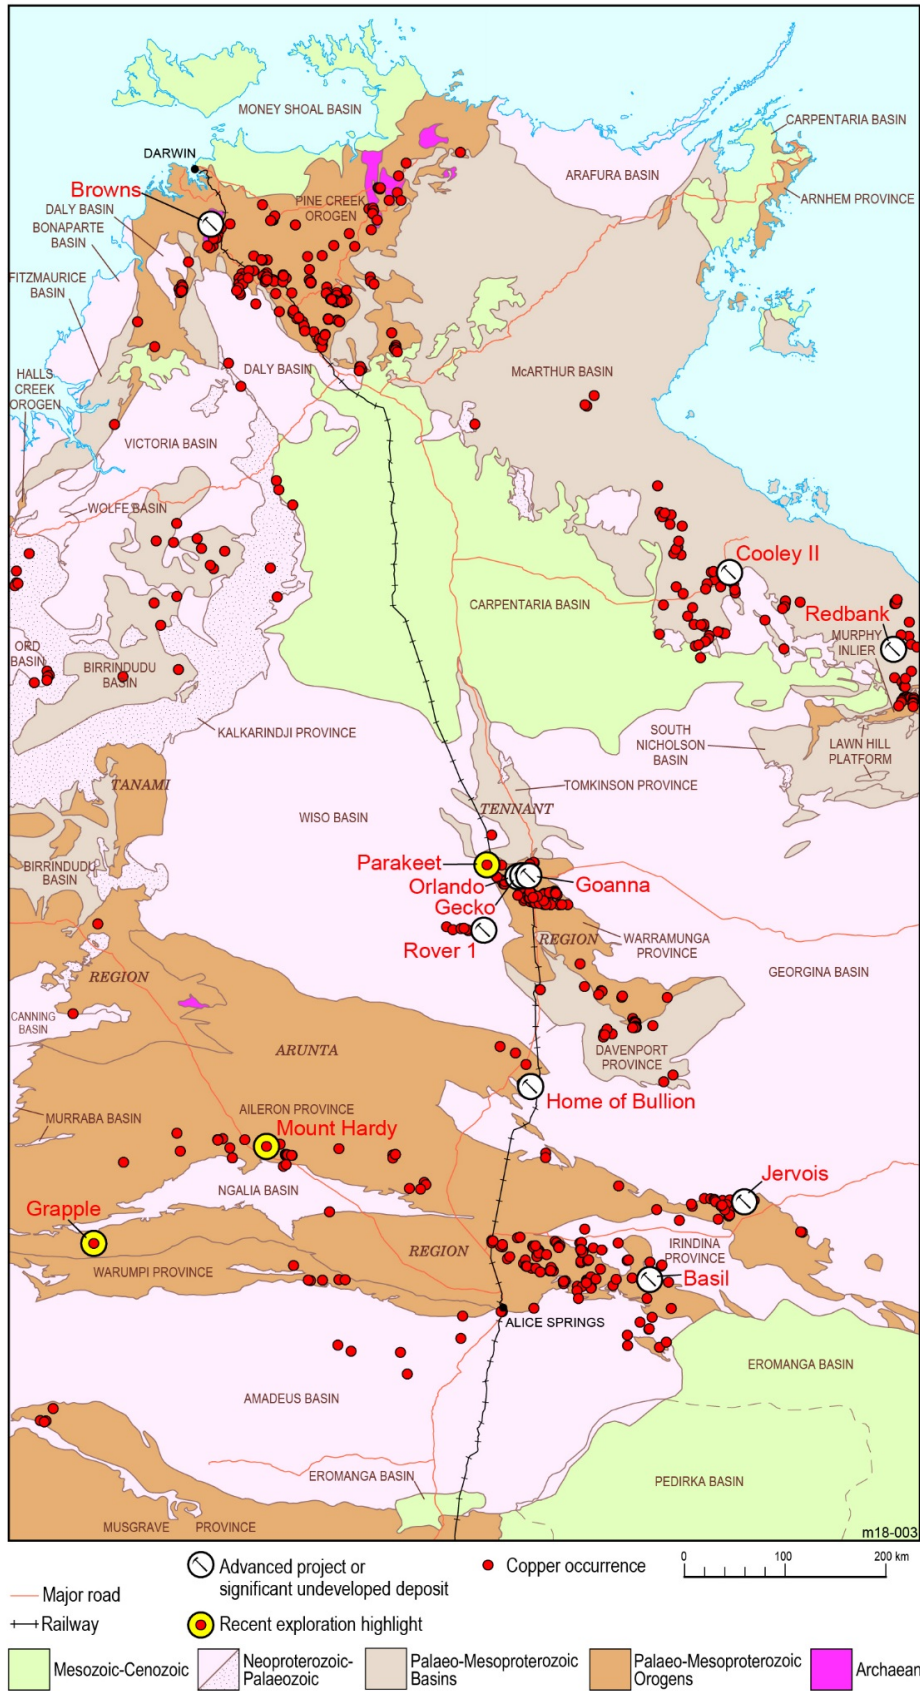 MONEY SHOAL BASIN
CARPENTARIA BASIN
DARWIN
ARAFURA BASIN
Browns
PINE CREEK
OROGEN
ARNHEM PROVINCE
DALY BASIN
BONAPARTE
BASIN
FITZMAURICE
BASIN
HALLS
CREEK
OROGEN
DALY BASIN
McARTHUR BASIN
VICTORIA BASIN
WOLFE BASIN
Cooley II
CARPENTARIA BASIN
Redbank
MURPHY
INLIER
ORD
BASIN
BIRRINDUDU
BASIN
KALKARINDJI PROVINCE
SOUTH
NICHOLSON
BASIN
LAWN HILL
PLATFORM
TANAMI
TOMKINSON PROVINCE
WISO BASIN
TENNANT
BIRRINDUDU
BASIN
Parakeet
Orlando
Goanna
Gecko
Rover 1
REGION
WARRAMUNGA
PROVINCE
REGION
GEORGINA BASIN
CANNING
BASIN
ARUNTA
DAVENPORT
PROVINCE
Home of Bullion
MURRABA BASIN
AILERON PROVINCE
Mount Hardy
Jervois
NGALIA BASIN
Grapple
REGION
IRINDINA
PROVINCE
WARUMPI PROVINCE
Basil
ALICE SPRINGS
EROMANGA BASIN
AMADEUS BASIN
EROMANGA BASIN
PEDIRKA BASIN
MUSGRAVE PROVINCE
m18-003
Advanced project or
significant undeveloped deposit
Copper occurrence
0 100 200 km
Major road
Railway
Recent exploration highlight
Mesozoic-Cenozoic
Neoproterozoic-
Palaeozoic
Palaeo-Mesoproterozoic
Basins
Palaeo-Mesoproterozoic
Orogens
Archaean